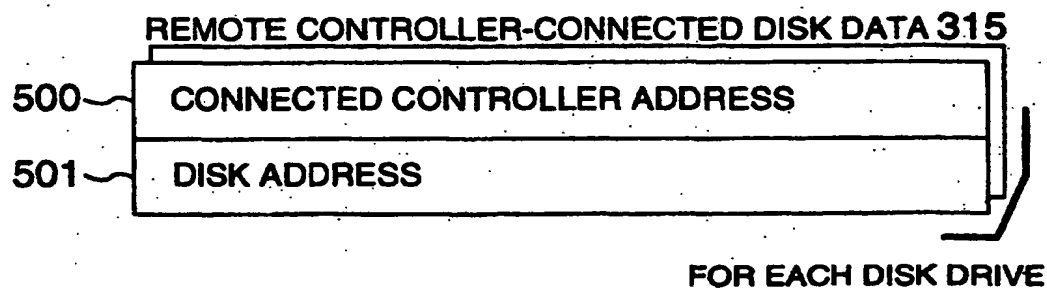 REMOTE CONTROLLER-CONNECTED DISK DATA 315
500 CONNECTED CONTROLLER ADDRESS
501 DISK ADDRESS
FOR EACH DISK DRIVE